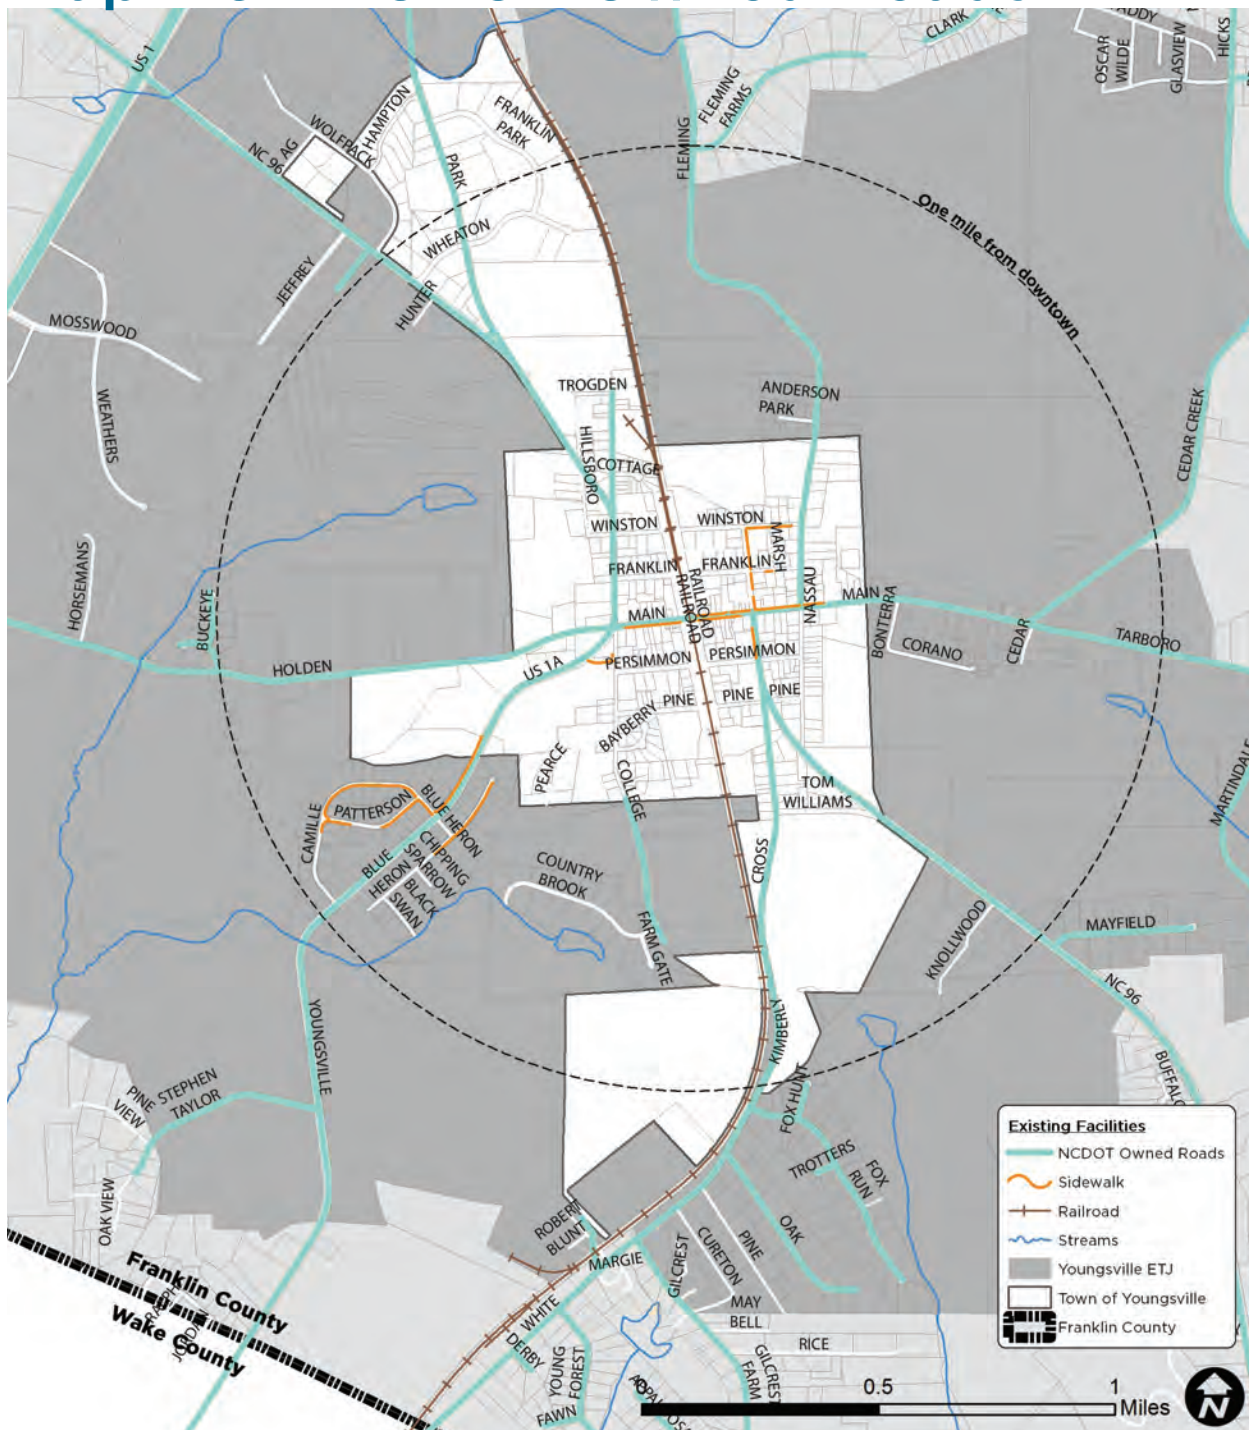 US 1
NC 96
AG
WOLFPACK
HAMPTON
PARK
FRANKLIN
PARK
WHEATON
HUNTER
JEFFREY
FLEMING
FLEMING
FARMS
CLARK
OSCAR
WILDE
GLASVIEW
HICKS
One mile from downtown
MOSSWOOD
WEATHERS
TROGDEN
HILLSBORO
COTTAGE
ANDERSON
PARK
CEDAR CREEK
WINSTON
WINSTON
MARSH
FRANKLIN
FRANKLIN
RAILROAD
RAILROAD
NASSAU
MAIN
MAIN
HORSEMANS
BUCKEYE
HOLDEN
US 1A
PERSIMMON
PERSIMMON
BONTERRA
CORANO
CEDAR
TARBORO
PINE
PINE
PINE
BAYBERRY
PEARCE
COLLEGE
TOM
WILLIAMS
MARTINDALE
PATTERSON
CAMILLE
BLUE HERON
CHIPPING
SPARROW
BLUE
HERON
BLACK
SWAN
COUNTRY
BROOK
CROSS
FARM GATE
KNOLLWOOD
MAYFIELD
NC 96
YOUNGSVILLE
KIMBERLY
BUFFALO
STEPHEN
TAYLOR
PINE
VIEW
OAK VIEW
FOX HUNT
TROTTERS
FOX
RUN
ROBERT
BLUNT
MARGIE
GILCREST
CURETON
PINE
OAK
MAY
BELL
RICE
WHITE
DERBY
YOUNG
FOREST
FAWN
GILCREST
FARM
Franklin County
Wake County
Existing Facilities
NCDOT Owned Roads
Sidewalk
Railroad
Streams
Youngsville ETJ
Town of Youngsville
Franklin County
0 0.5 1
Miles
N